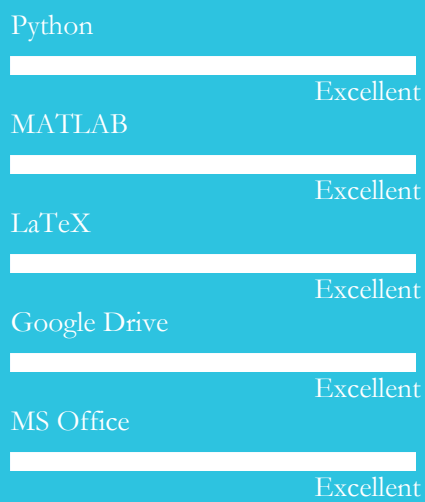 Python
Excellent
MATLAB
Excellent
LaTeX
Excellent
Google Drive
Excellent
MS Office
Excellent